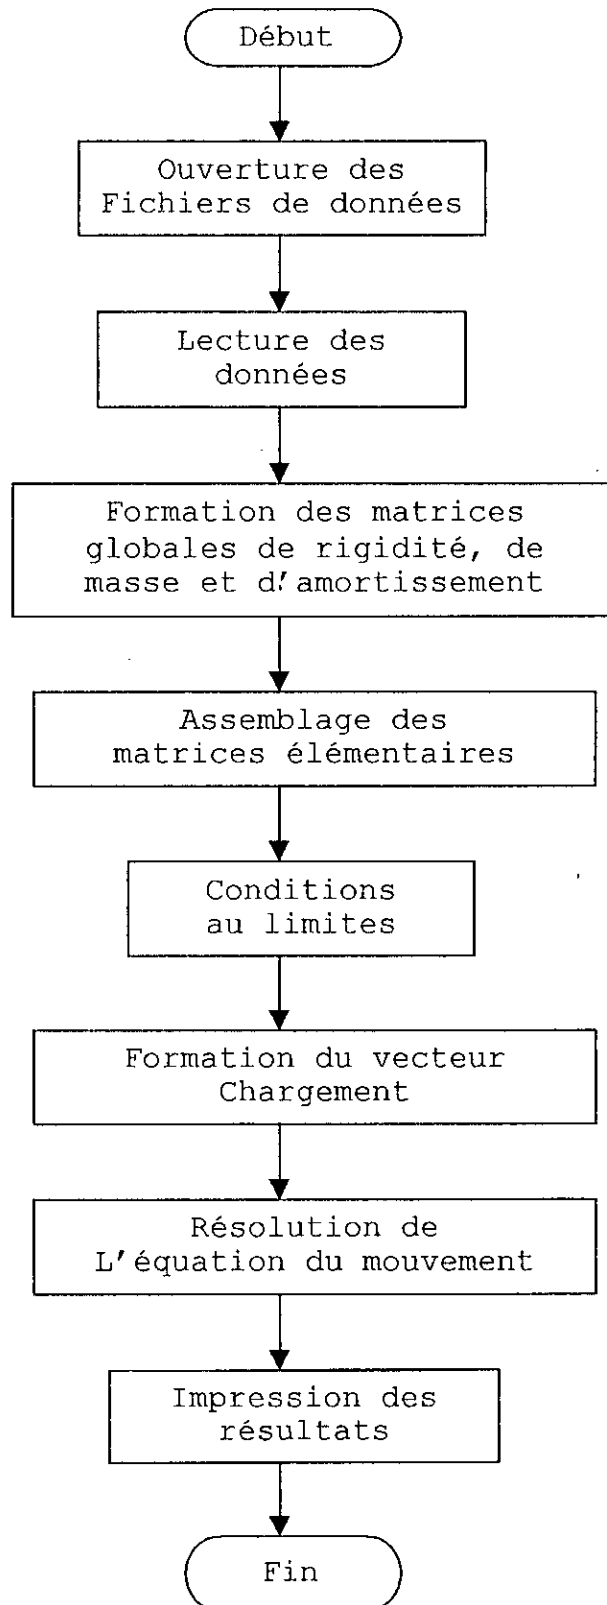 Début
Ouverture des
Fichiers de données
Lecture des
données
Formation des matrices
globales de rigidité, de
masse et d'amortissement
Assemblage des
matrices élémentaires
Conditions
au limites
Formation du vecteur
Chargement
Résolution de
L'équation du mouvement
Impression des
résultats
Fin